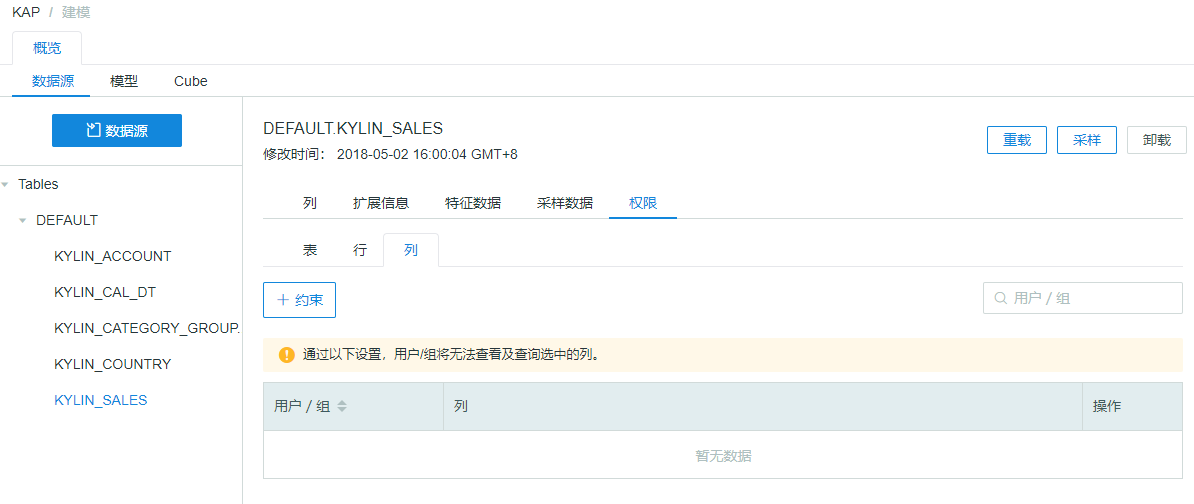 KAP / 建模
概览
数据源 模型 Cube
数据源
Tables
DEFAULT
KYLIN_ACCOUNT
KYLIN_CAL_DT
KYLIN_CATEGORY_GROUP.
KYLIN_COUNTRY
KYLIN_SALES
DEFAULT.KYLIN_SALES
修改时间： 2018-05-02 16:00:04 GMT+8
重载 采样 卸载
列 扩展信息 特征数据 采样数据 权限
表 行 列
+ 约束
用户 / 组
! 通过以下设置，用户/组将无法查看及查询选中的列。
用户 / 组 列 操作
暂无数据